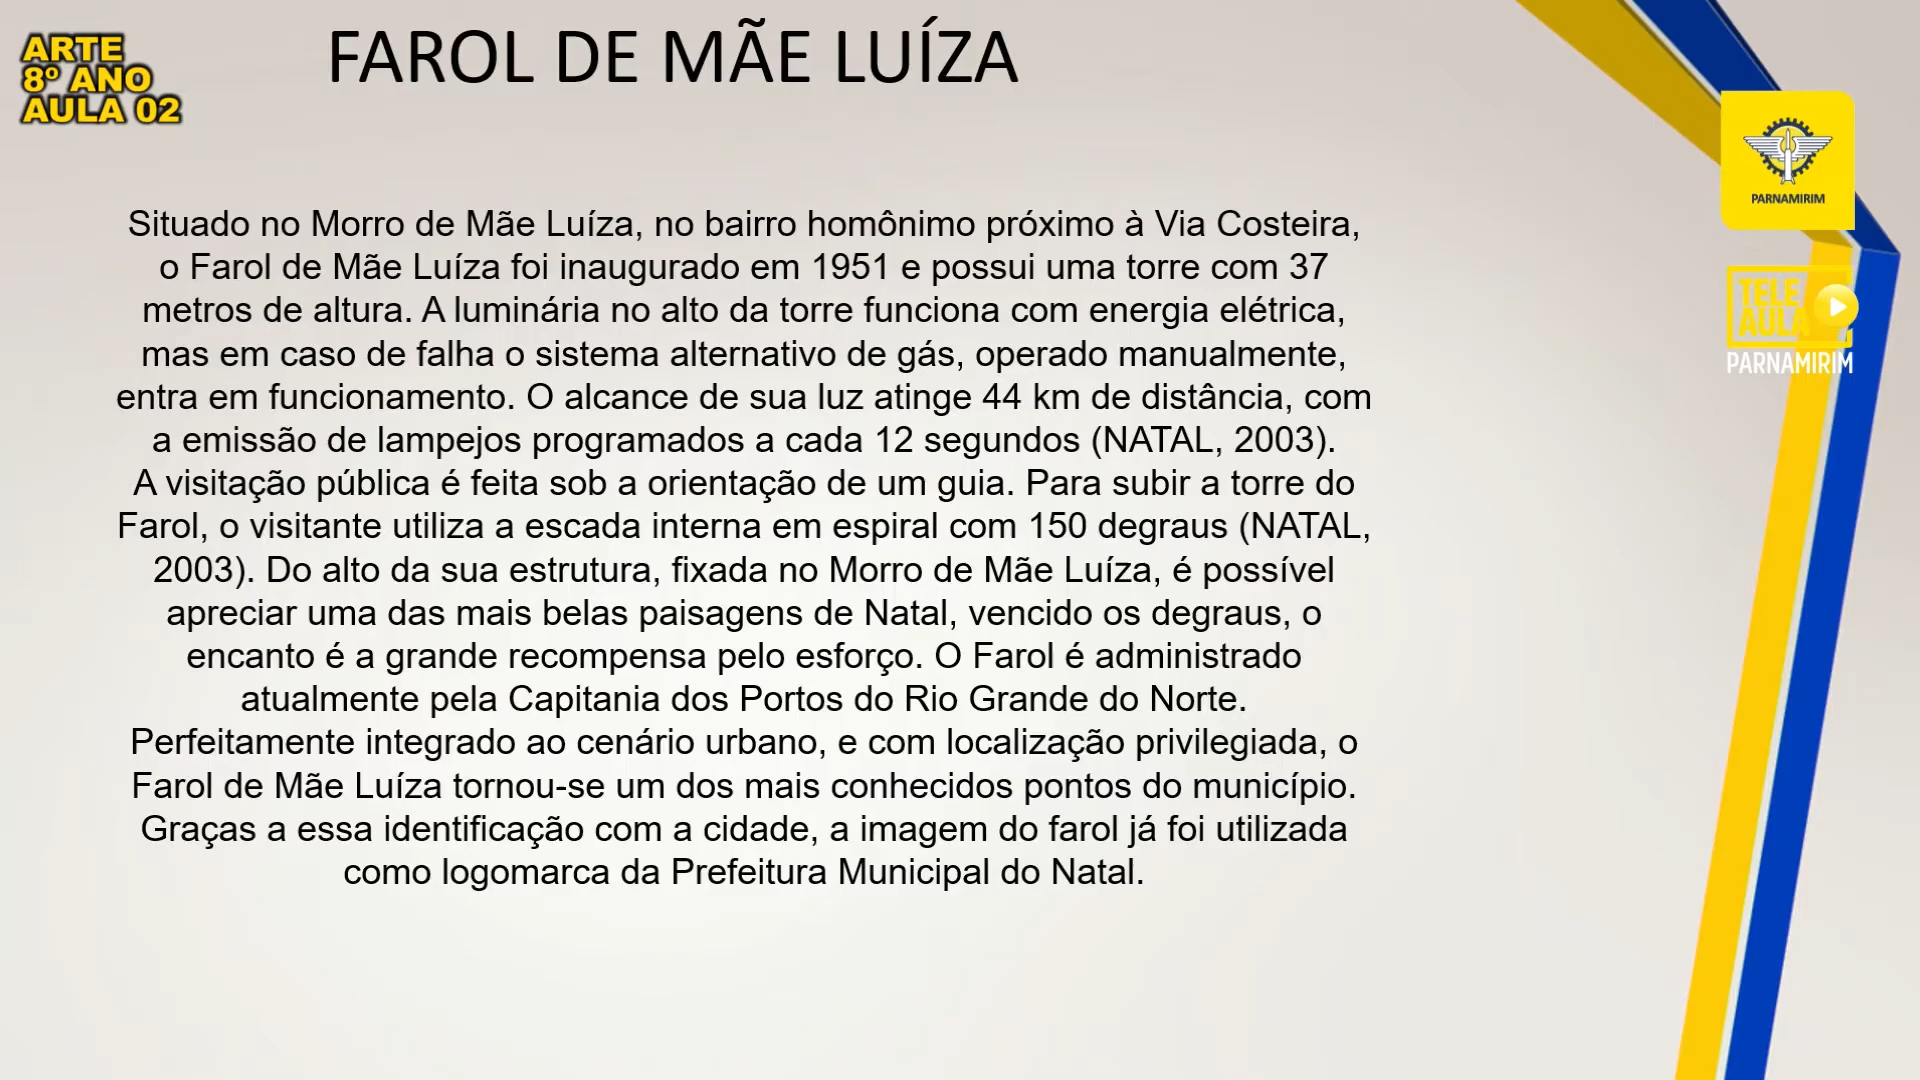 ARTE
8º ANO
AULA 02
FAROL DE MÃE LUÍZA
PARNAMIRIM
TELE
AULA
PARNAMIRIM
Situado no Morro de Mãe Luíza, no bairro homônimo próximo à Via Costeira,
o Farol de Mãe Luíza foi inaugurado em 1951 e possui uma torre com 37
metros de altura. A luminária no alto da torre funciona com energia elétrica,
mas em caso de falha o sistema alternativo de gás, operado manualmente,
entra em funcionamento. O alcance de sua luz atinge 44 km de distância, com
a emissão de lampejos programados a cada 12 segundos (NATAL, 2003).
A visitação pública é feita sob a orientação de um guia. Para subir a torre do
Farol, o visitante utiliza a escada interna em espiral com 150 degraus (NATAL,
2003). Do alto da sua estrutura, fixada no Morro de Mãe Luíza, é possível
apreciar uma das mais belas paisagens de Natal, vencido os degraus, o
encanto é a grande recompensa pelo esforço. O Farol é administrado
atualmente pela Capitania dos Portos do Rio Grande do Norte.
Perfeitamente integrado ao cenário urbano, e com localização privilegiada, o
Farol de Mãe Luíza tornou-se um dos mais conhecidos pontos do município.
Graças a essa identificação com a cidade, a imagem do farol já foi utilizada
como logomarca da Prefeitura Municipal do Natal.